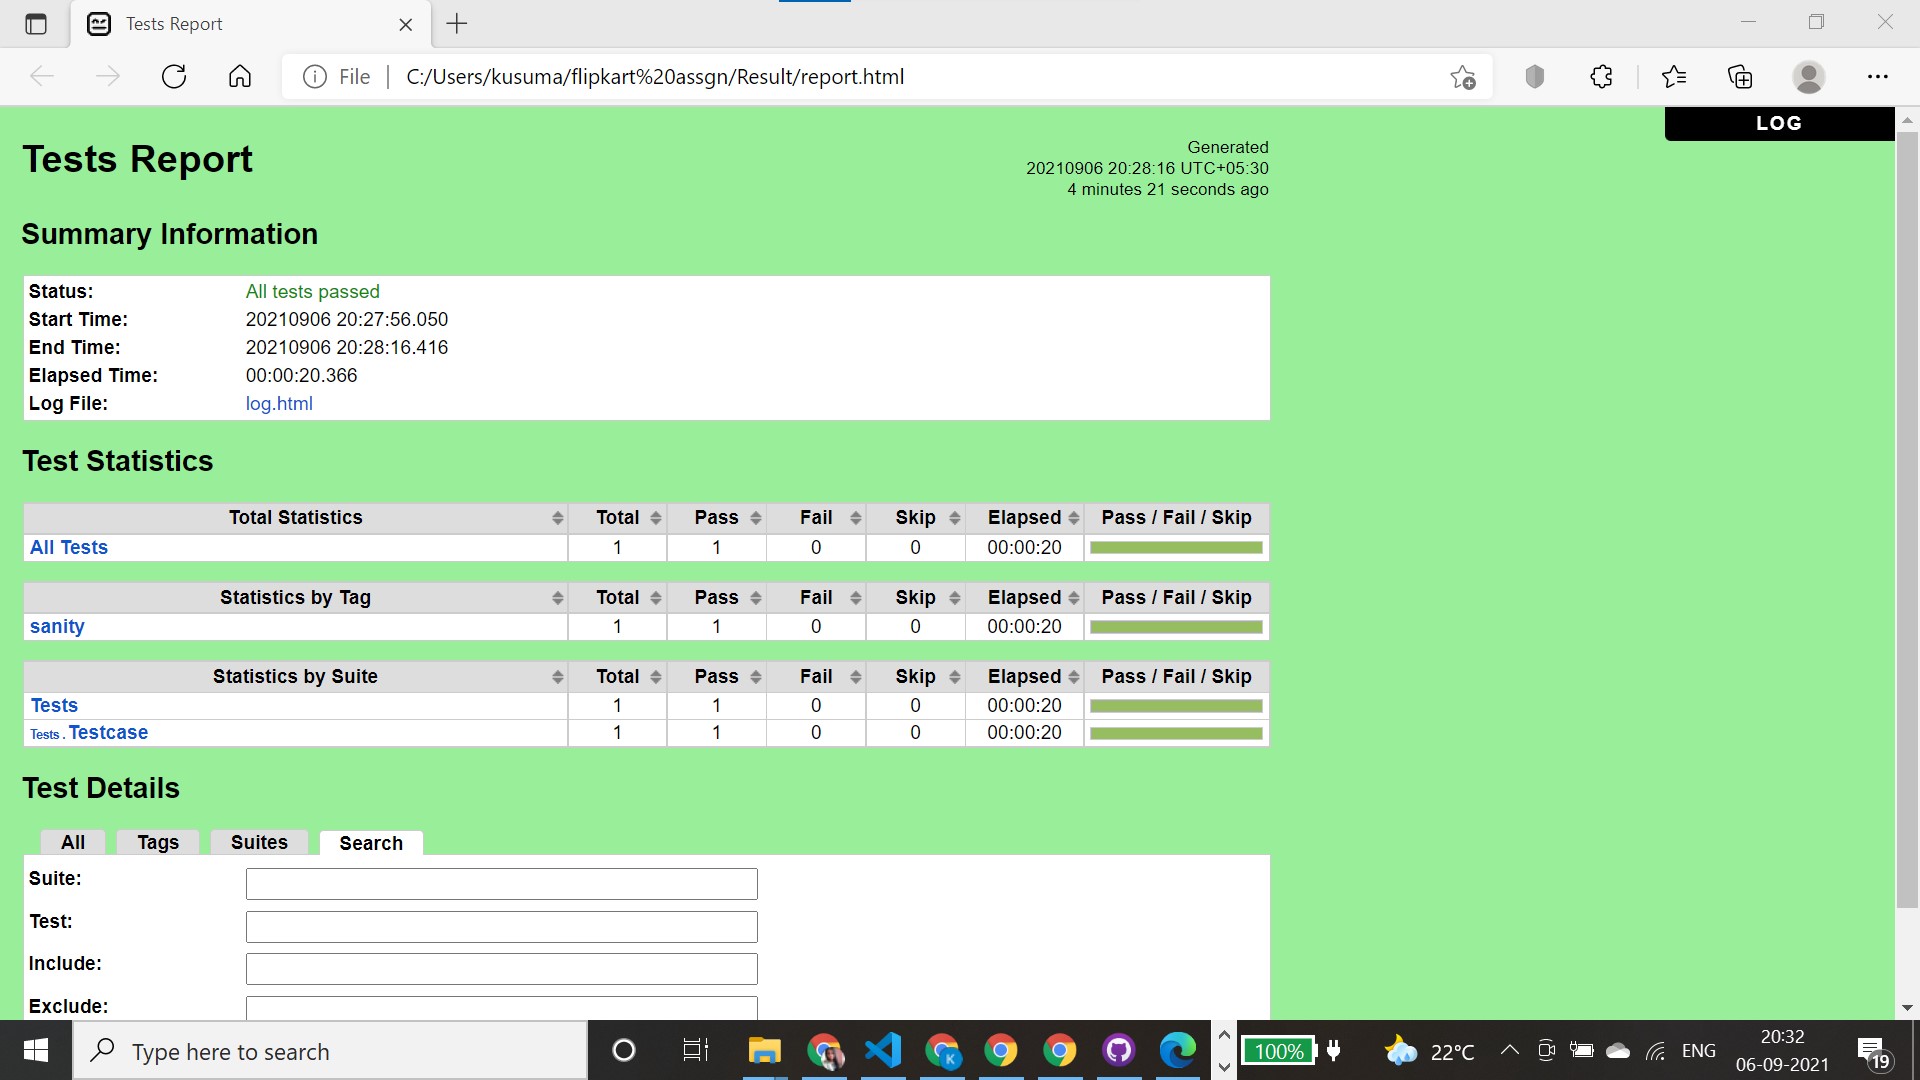 Tests Report
File C:/Users/kusuma/flipkart%20assgn/Result/report.html
LOG
Tests Report
Generated
20210906 20:28:16 UTC+05:30
4 minutes 21 seconds ago
Summary Information
Status: All tests passed
Start Time: 20210906 20:27:56.050
End Time: 20210906 20:28:16.416
Elapsed Time: 00:00:20.366
Log File: log.html
Test Statistics
Total Statistics Total Pass Fail Skip Elapsed Pass / Fail / Skip
All Tests 1 1 0 0 00:00:20
Statistics by Tag Total Pass Fail Skip Elapsed Pass / Fail / Skip
sanity 1 1 0 0 00:00:20
Statistics by Suite Total Pass Fail Skip Elapsed Pass / Fail / Skip
Tests 1 1 0 0 00:00:20
Tests . Testcase 1 1 0 0 00:00:20
Test Details
All Tags Suites Search
Suite:
Test:
Include:
Exclude:
Type here to search
K
100%
22°C
ENG
20:32
06-09-2021
19